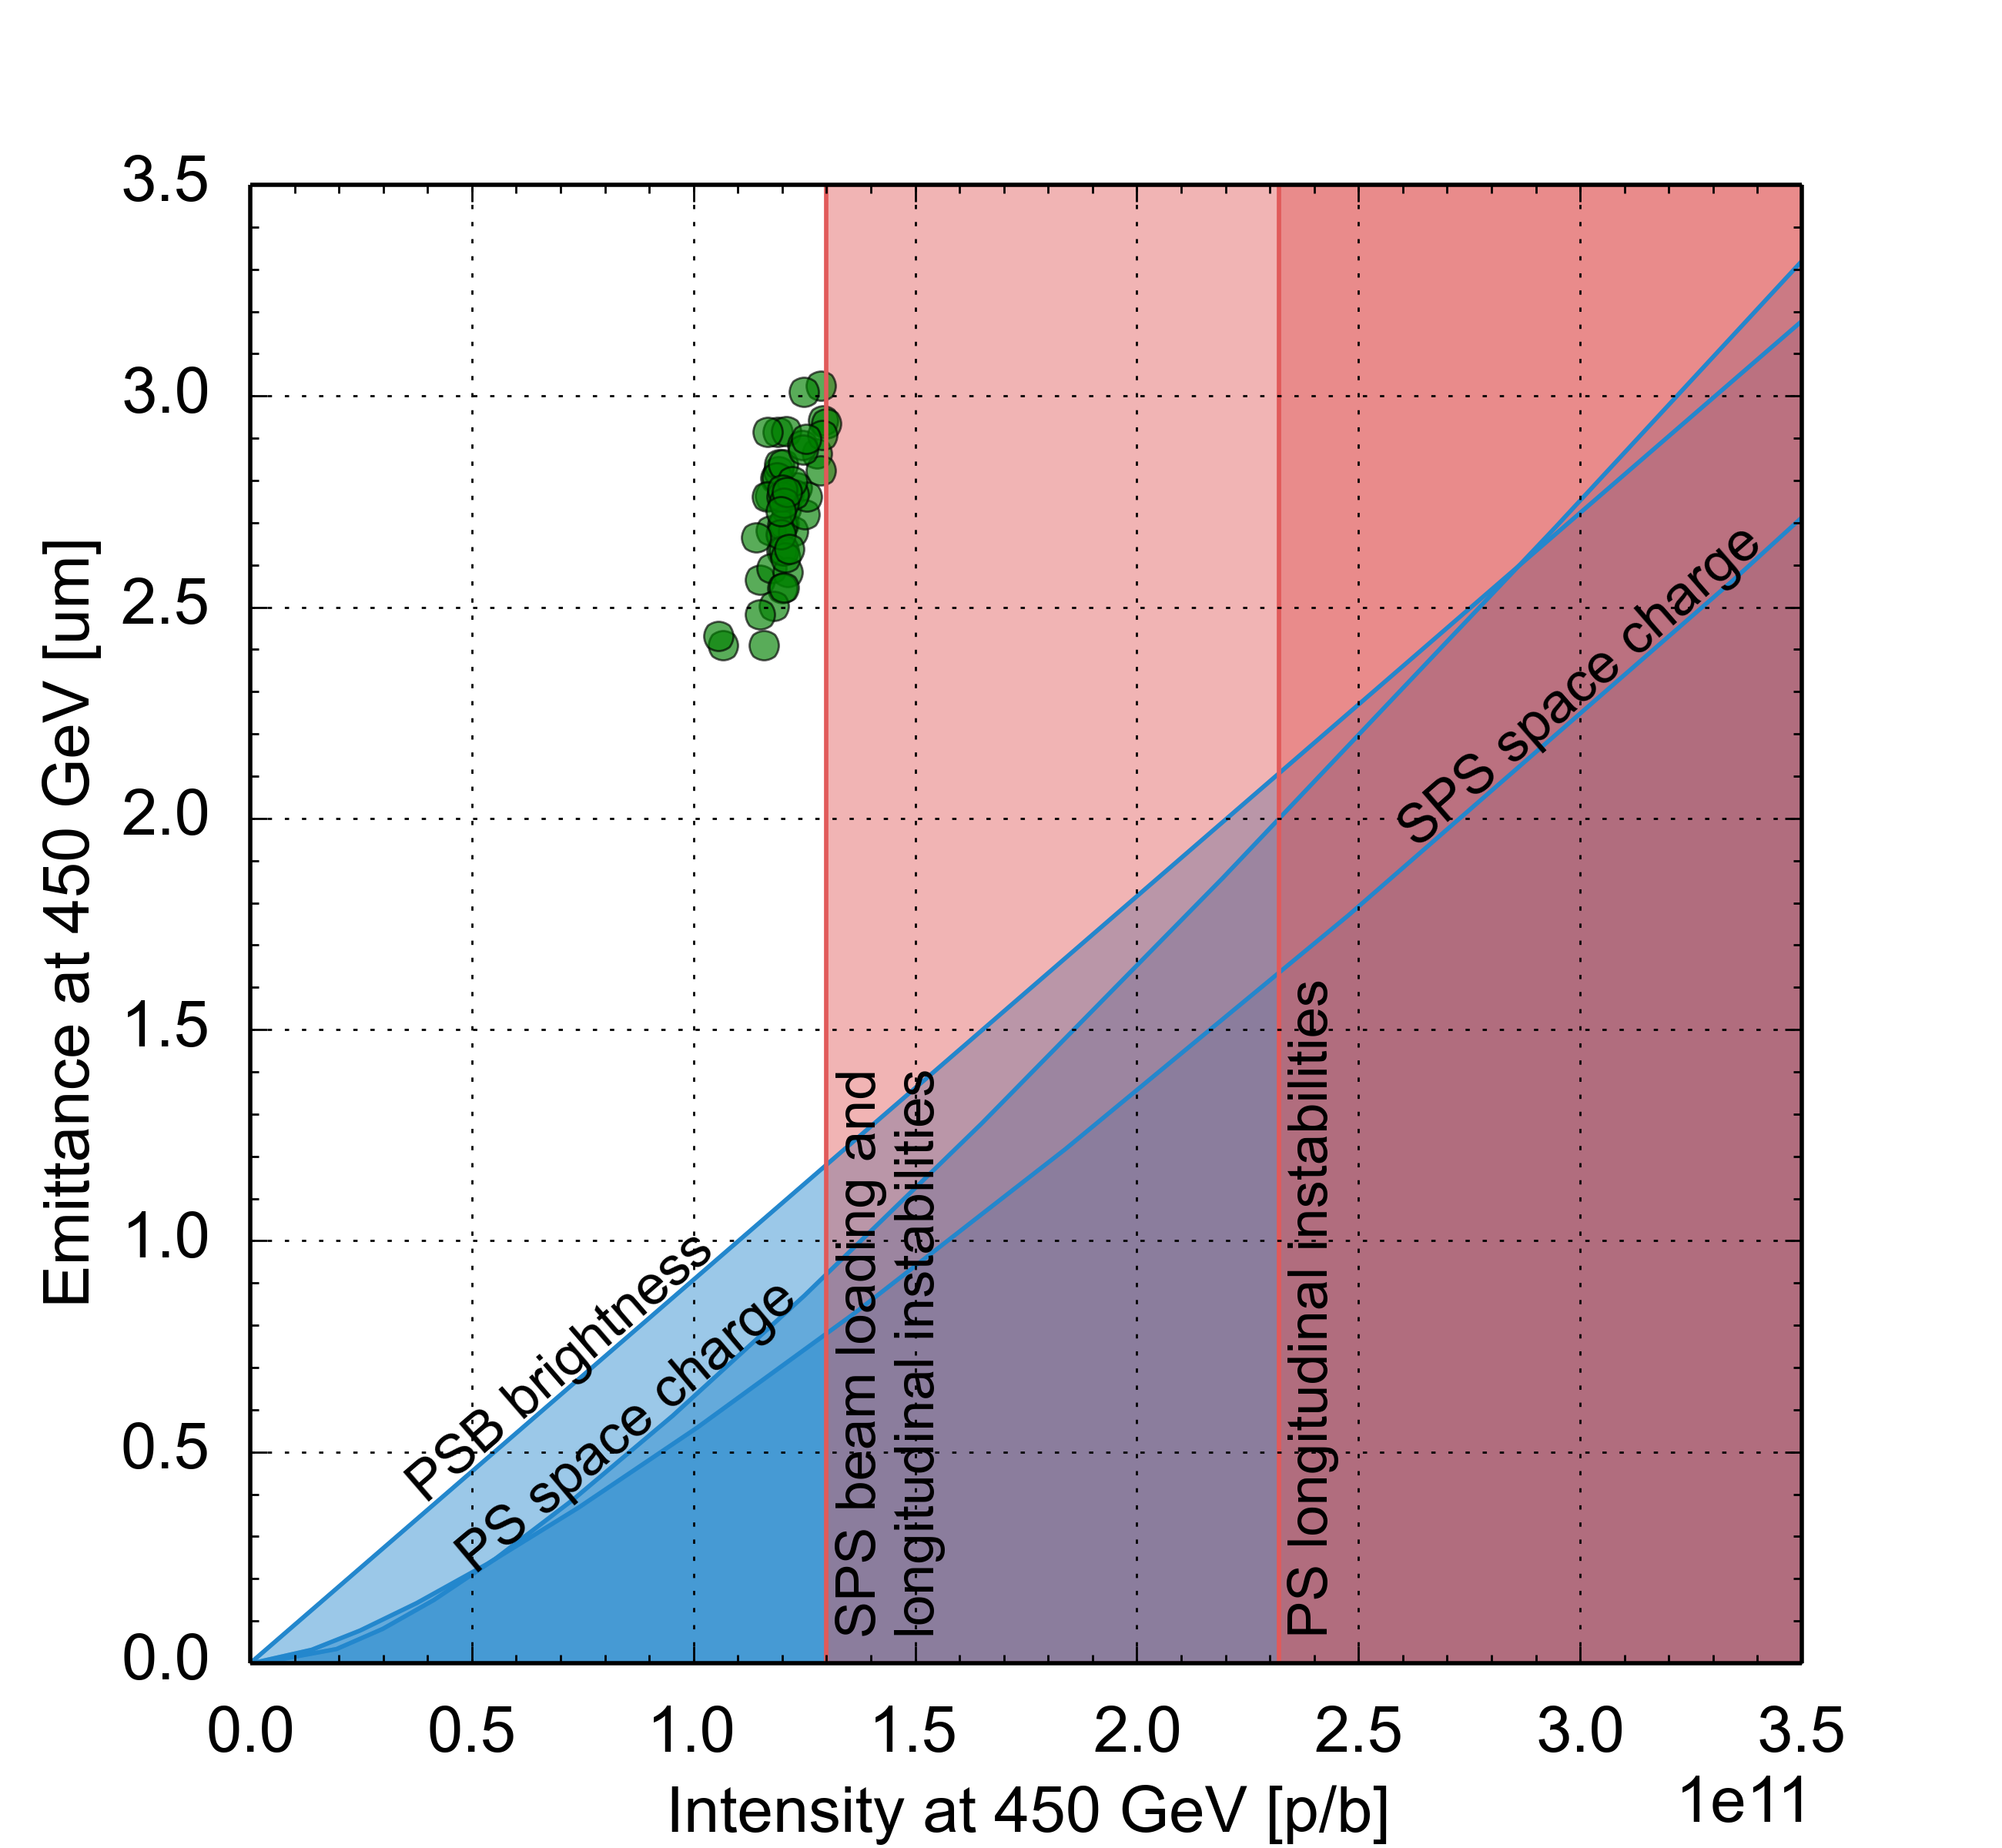 3.5
3.0
2.5
2.0
1.5
1.0
0.5
0.0
Emittance at 450 GeV [um]
PSB brightness
PS space charge
SPS beam loading and
longitudinal instabilities
PS longitudinal instabilities
SPS space charge
0.0 0.5 1.0 1.5 2.0 2.5 3.0 3.5
Intensity at 450 GeV [p/b]
1e11